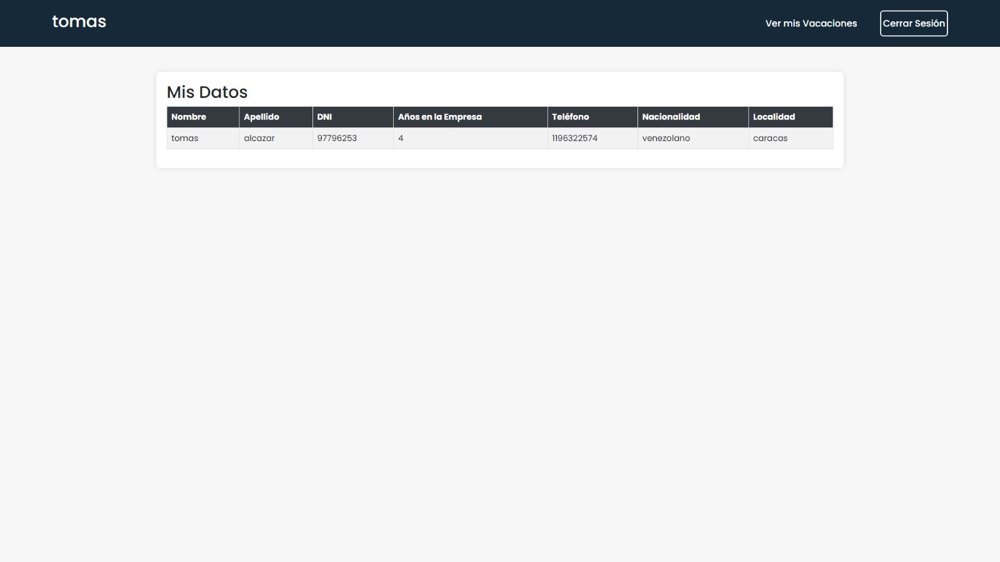 tomas
Ver mis Vacaciones
Cerrar Sesión
Mis Datos
Nombre Apellido DNI Años en la Empresa Teléfono Nacionalidad Localidad
tomas alcazar 97796253 4 1196322574 venezolano caracas